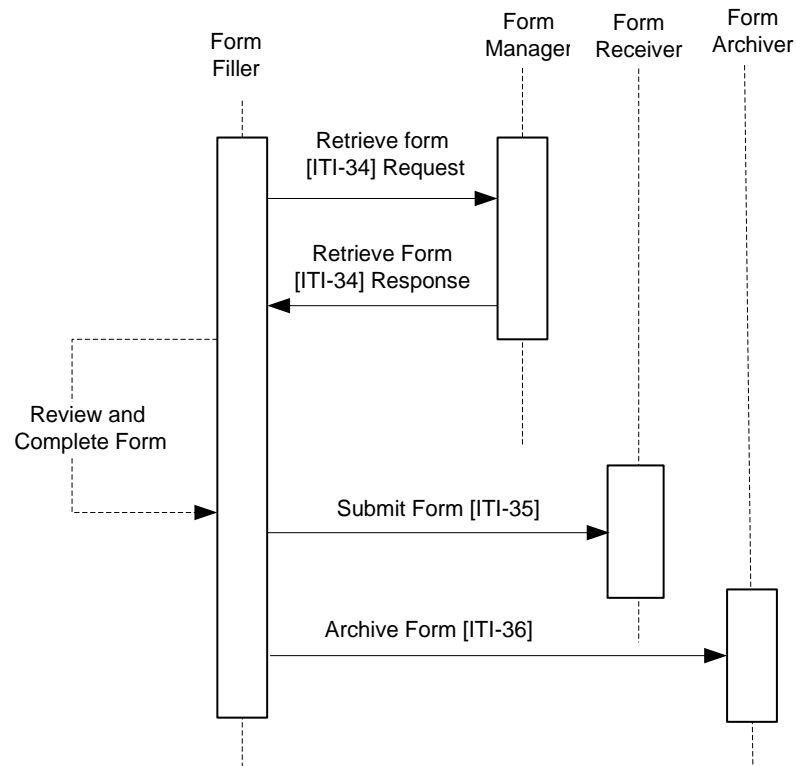 Form
Filler
Form
Manager
Form
Receiver
Form
Archiver
Retrieve form
[ITI-34] Request
Retrieve Form
[ITI-34] Response
Review and
Complete Form
Submit Form [ITI-35]
Archive Form [ITI-36]